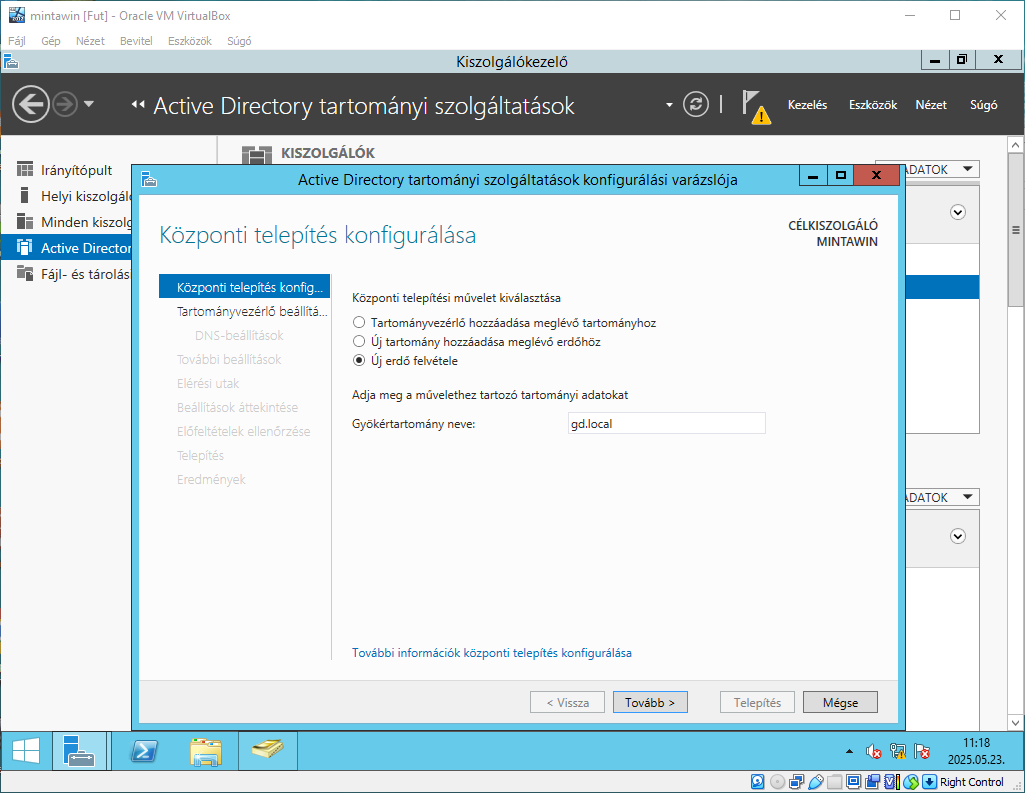 mintawin [Fut] - Oracle VM VirtualBox
Fájl Gép Nézet Bevitel Eszközök Súgó
Kiszolgálókezelő
Active Directory tartományi szolgáltatások
Kezelés Eszközök Nézet Súgó
Irányítópult
Helyi kiszolgáló
Minden kiszolg
Active Director
Fájl- és tárolás
KISZOLGÁLÓK
ADATOK
Active Directory tartományi szolgáltatások konfigurálási varázslója
Központi telepítés konfigurálása
CÉLKISZOLGÁLÓ
MINTAWIN
Központi telepítés konfig...
Tartományvezérlő beállítá...
DNS-beállítások
További beállítások
Elérési utak
Beállítások áttekintése
Előfeltételek ellenőrzése
Telepítés
Eredmények
Központi telepítési művelet kiválasztása
Tartományvezérlő hozzáadása meglévő tartományhoz
Új tartomány hozzáadása meglévő erdőhöz
Új erdő felvétele
Adja meg a művelethez tartozó tartományi adatokat
Gyökértartomány neve: gd.local
További információk központi telepítés konfigurálása
< Vissza Tovább > Telepítés Mégse
ADATOK
11:18
2025.05.23.
Right Control